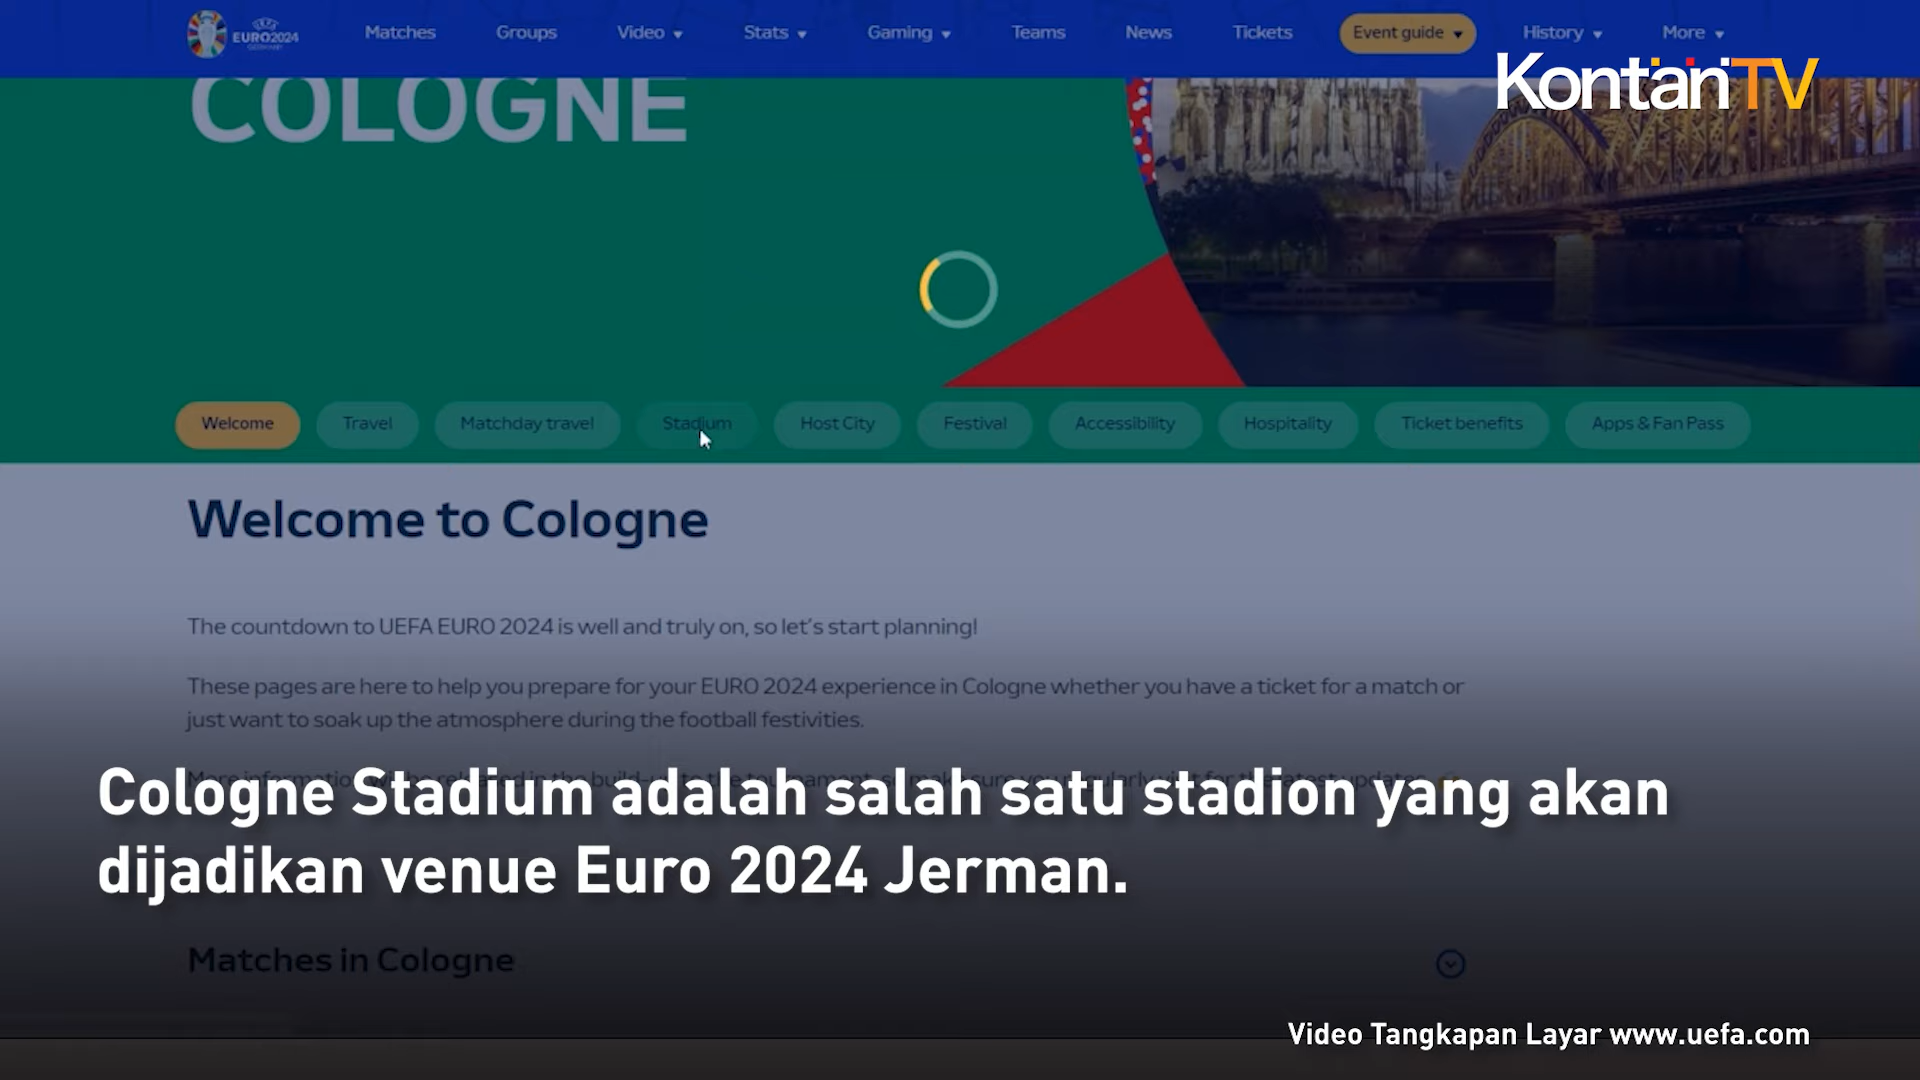 UEFA
EURO2024
GERMANY
Matches
Groups
Video
Stats
Gaming
Teams
News
Tickets
Event guide
History
More
KontanTV
COLOGNE
Welcome
Travel
Matchday travel
Stadium
Host City
Festival
Accessibility
Hospitality
Ticket benefits
Apps & Fan Pass
Welcome to Cologne
The countdown to UEFA EURO 2024 is well and truly on, so let's start planning!
These pages are here to help you prepare for your EURO 2024 experience in Cologne whether you have a ticket for a match or
just want to soak up the atmosphere during the football festivities.
Cologne Stadium adalah salah satu stadion yang akan
dijadikan venue Euro 2024 Jerman.
Matches in Cologne
Video Tangkapan Layar www.uefa.com